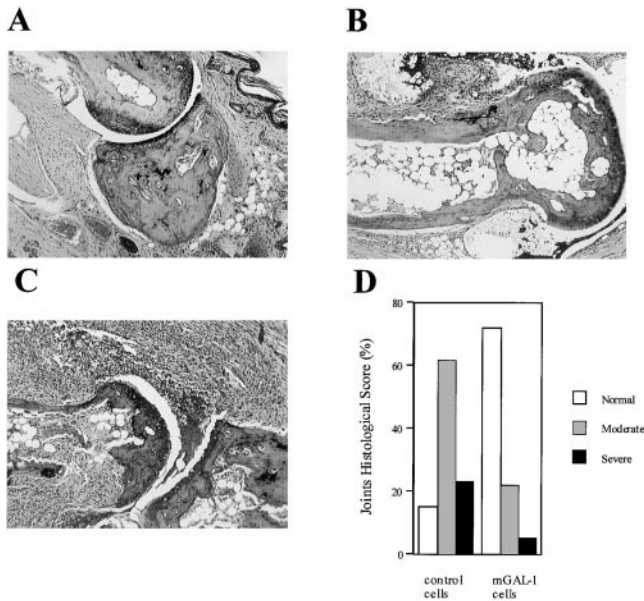 A
B
C
D
80
60
40
20
0
Joints Histological Score (%)
control
cells
mGAL-1
cells
Normal
Moderate
Severe